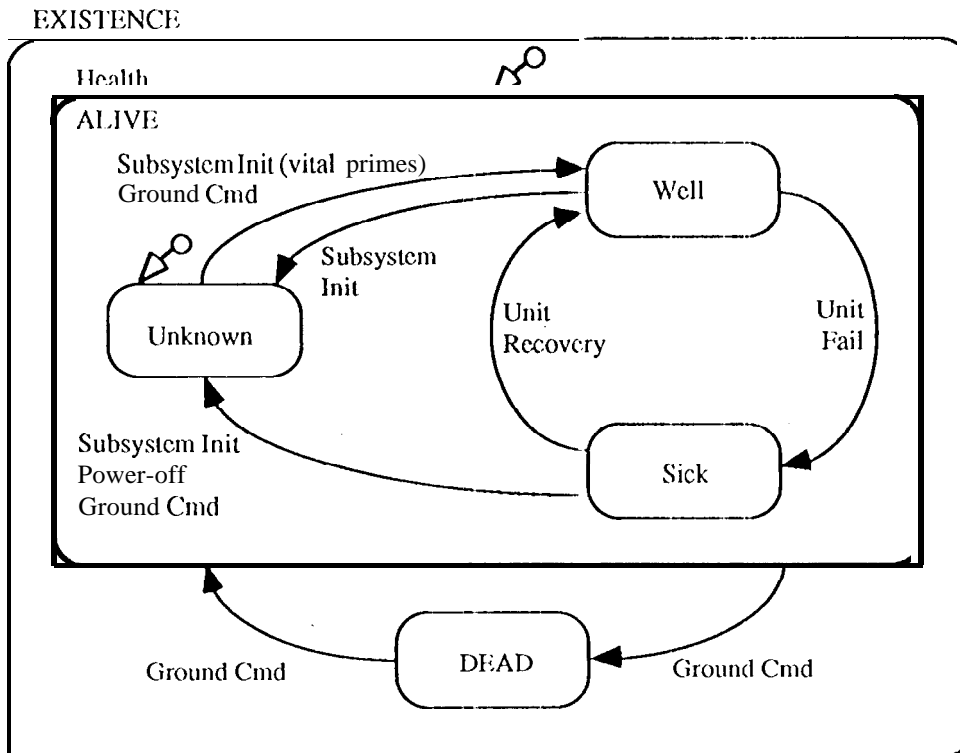 EXISTENCE
Health
ALIVE
Subsystem Init (vital primes)
Ground Cmd
Well
Subsystem
Init
Unknown
Unit
Recovery
Unit
Fail
Subsystem Init
Power-off
Ground Cmd
Sick
DEAD
Ground Cmd
Ground Cmd